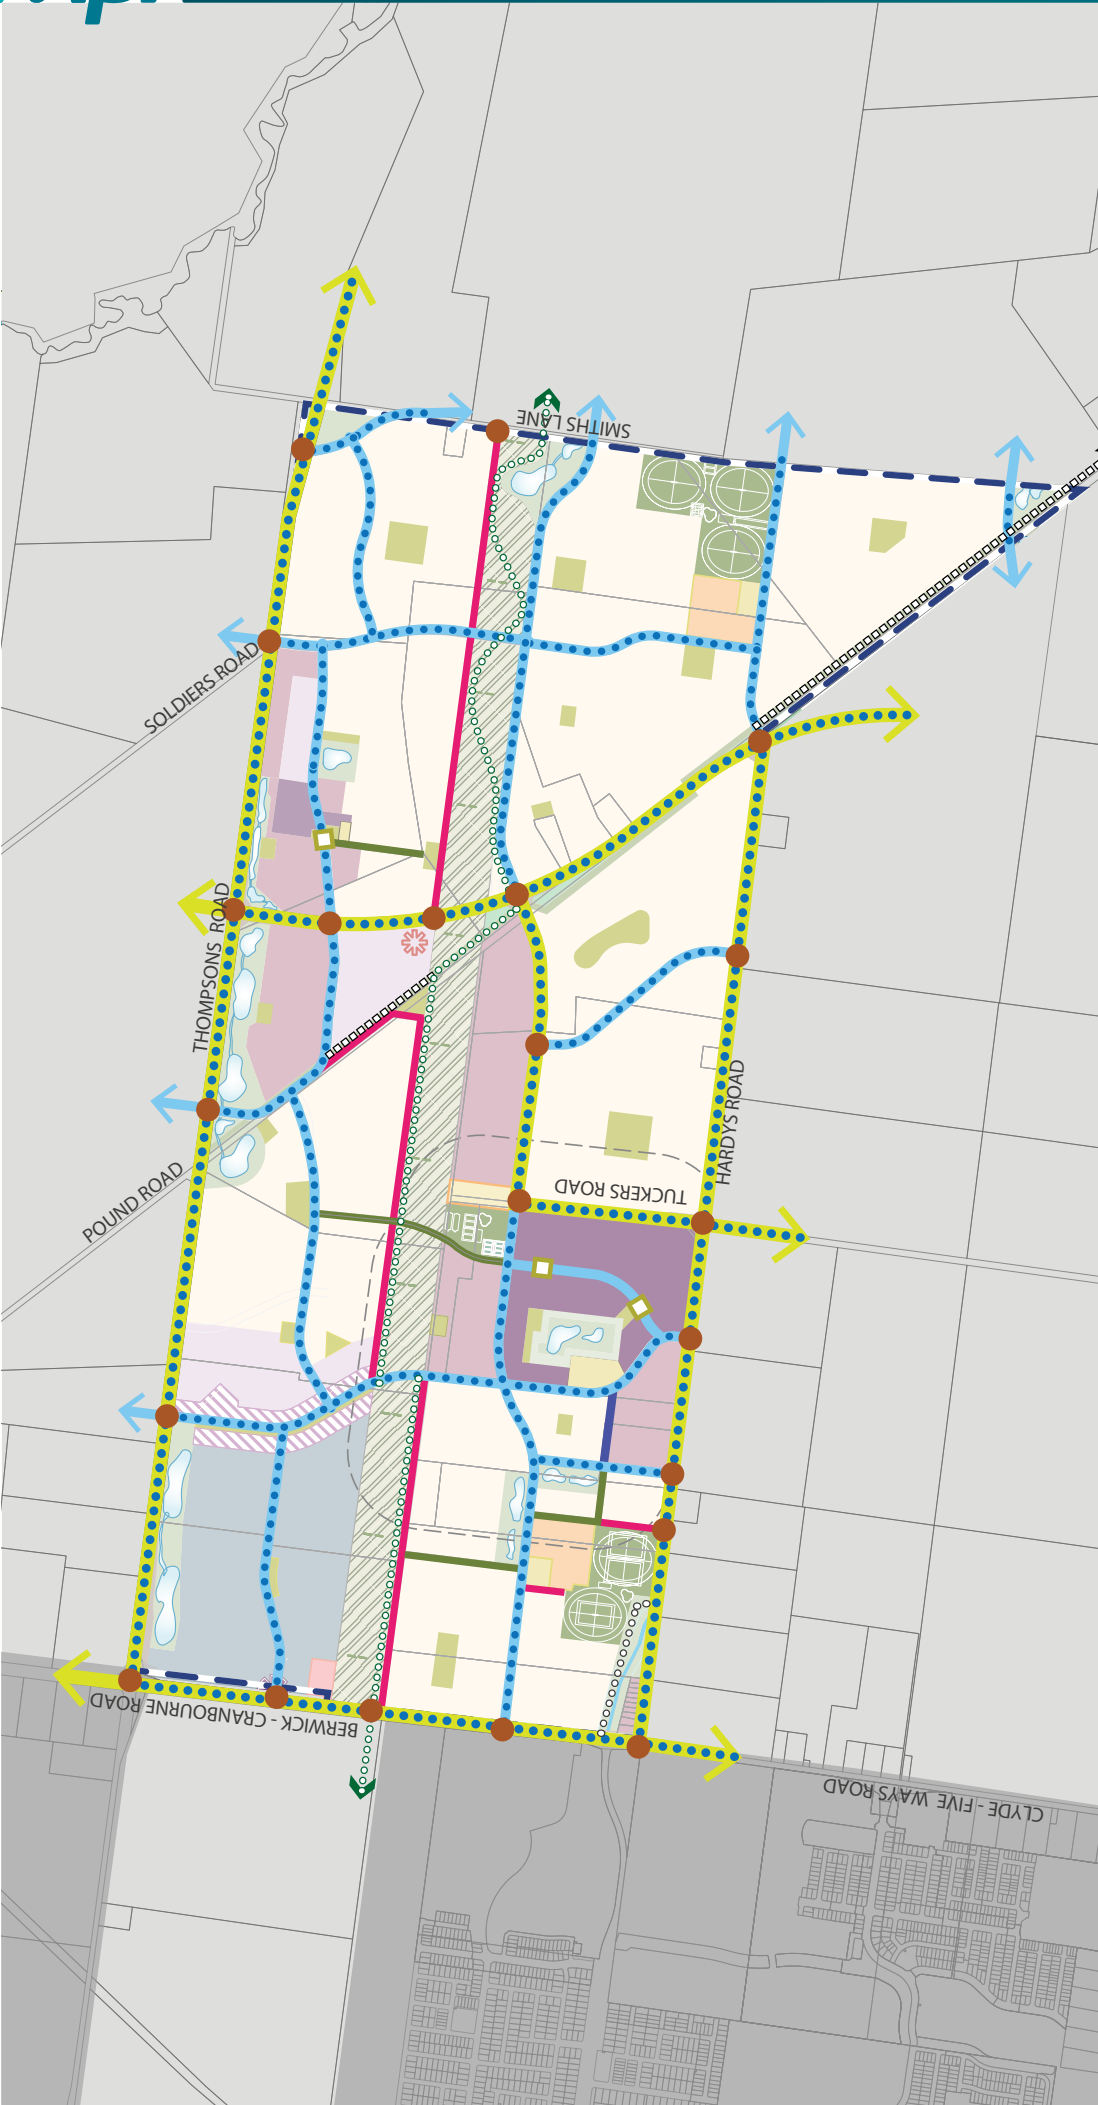 SMITHS LANE
SOLDIERS ROAD
THOMPSONS ROAD
HARDYS ROAD
POUND ROAD
TUCKERS ROAD
BERWICK - CRANBOURNE ROAD
CLYDE - FIVE WAYS ROAD